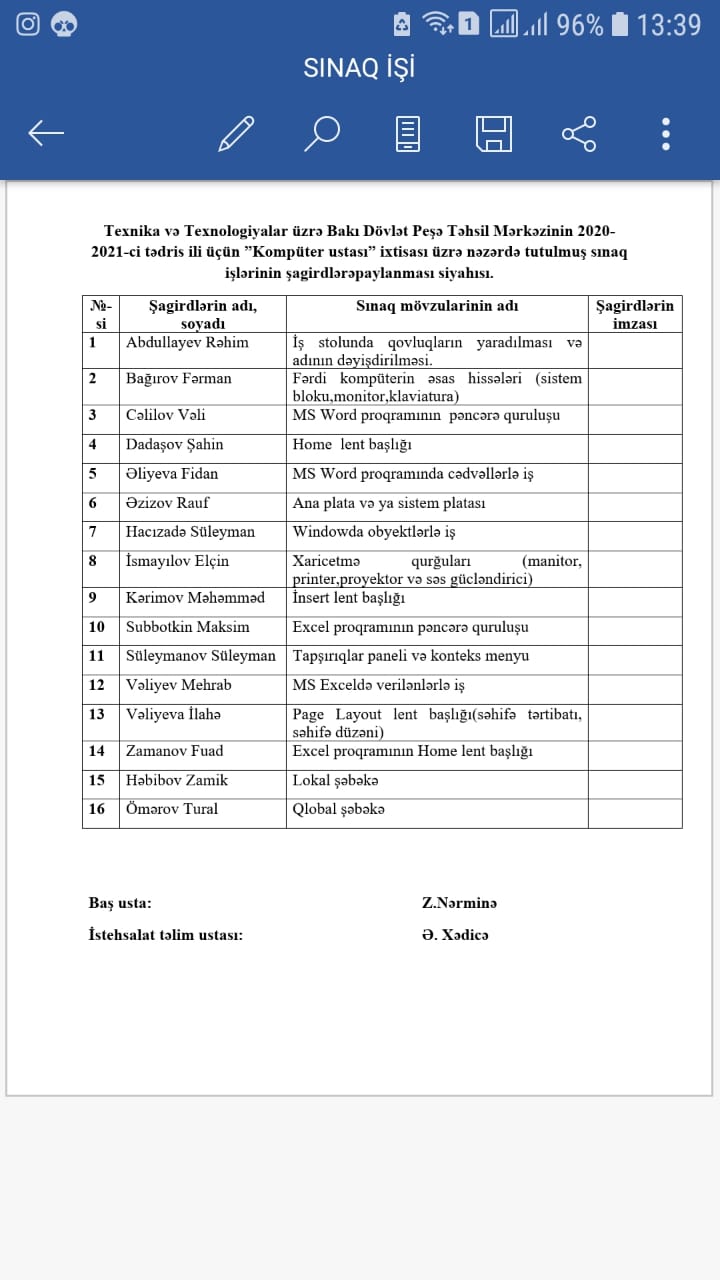 1 96% 13:39
SINAQ İŞİ
Texnika və Texnologiyalar üzrə Bakı Dövlət Peşə Təhsil Mərkəzinin 2020-
2021-ci tədris ili üçün ”Kompüter ustası” ixtisası üzrə nəzərdə tutulmuş sınaq
işlərinin şagirdlərəpaylanması siyahısı.
№-si Şagirdlərin adı, soyadı Sınaq mövzularinin adı Şagirdlərin imzası
1 Abdullayev Rəhim İş stolunda qovluqların yaradılması və
adının dəyişdirilməsi.
2 Bağırov Fərman Fərdi kompüterin əsas hissələri (sistem
bloku,monitor,klaviatura)
3 Cəlilov Vəli MS Word proqramının pəncərə quruluşu
4 Dadaşov Şahin Home lent başlığı
5 Əliyeva Fidan MS Word proqramında cədvəllərlə iş
6 Əzizov Rauf Ana plata və ya sistem platası
7 Hacızadə Süleyman Windowda obyektlərlə iş
8 İsmayılov Elçin Xaricetmə qurğuları (manitor,
printer,proyektor və səs gücləndirici)
9 Kərimov Məhəmməd İnsert lent başlığı
10 Subbotkin Maksim Excel proqramının pəncərə quruluşu
11 Süleymanov Süleyman Tapşırıqlar paneli və konteks menyu
12 Vəliyev Mehrab MS Exceldə verilənlərlə iş
13 Vəliyeva İlahə Page Layout lent başlığı(səhifə tərtibatı,
səhifə düzəni)
14 Zamanov Fuad Excel proqramının Home lent başlığı
15 Həbibov Zamik Lokal şəbəkə
16 Ömərov Tural Qlobal şəbəkə
Baş usta: Z.Nərminə
İstehsalat təlim ustası: Ə. Xədicə